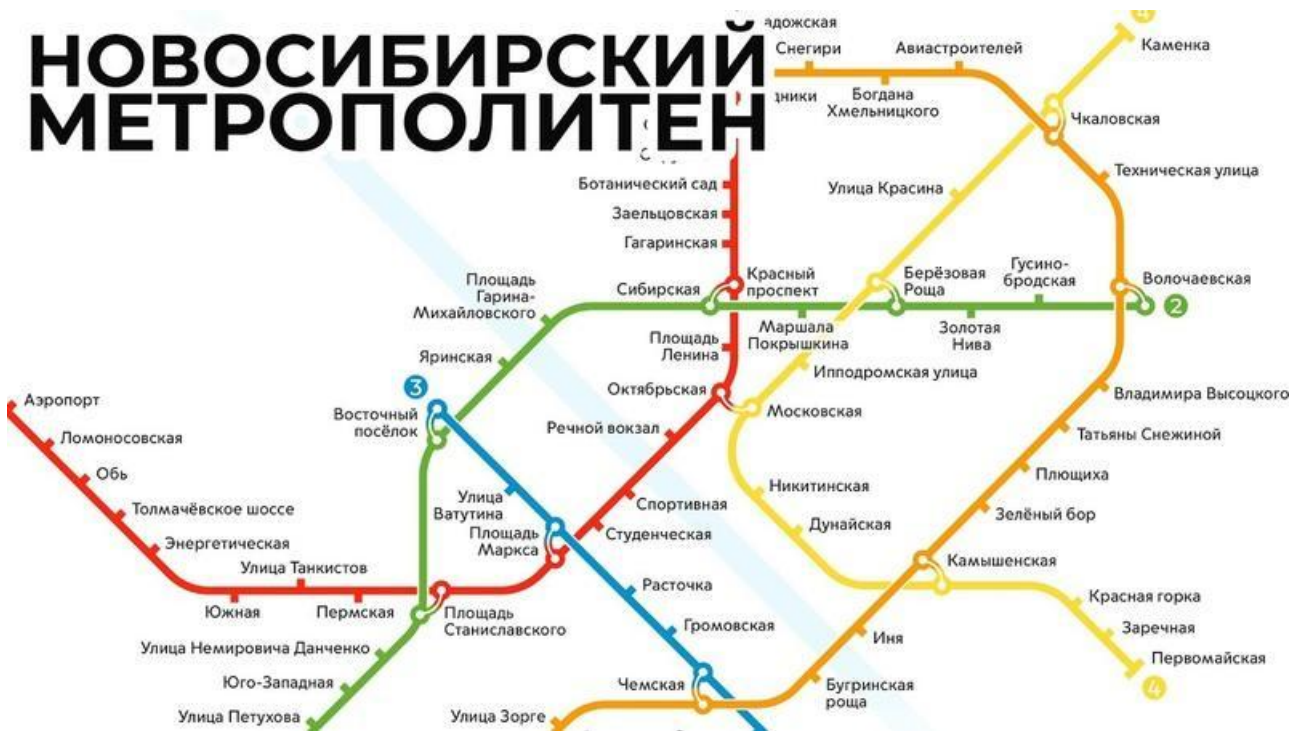 НОВОСИБИРСКИЙ
МЕТРОПОЛИТЕН
Снегири
Авиастроителей
4
Каменка
Богдана
Хмельницкого
Чкаловская
Техническая улица
Улица Красина
Ботанический сад
Заельцовская
Гагаринская
Площадь
Гарина-
Михайловского
Сибирская
Красный
проспект
Берёзовая
Роща
Гусино-
бродская
Волочаевская
2
Маршала
Покрышкина
Золотая
Нива
Площадь
Ленина
Яринская
Ипподромская улица
3
Октябрьская
Московская
Владимира Высоцкого
Аэропорт
Восточный
посёлок
Речной вокзал
Татьяны Снежиной
Ломоносовская
Обь
Плющиха
Улица
Ватутина
Никитинская
Спортивная
Зелёный бор
Толмачёвское шоссе
Дунайская
Площадь
Маркса
Студенческая
Энергетическая
Камышенская
Улица Танкистов
Расточка
Южная
Пермская
Площадь
Станиславского
Красная горка
Громовская
Заречная
Иня
Улица Немировича Данченко
Первомайская
4
Юго-Западная
Чемская
Бугринская
роща
Улица Петухова
Улица Зорге